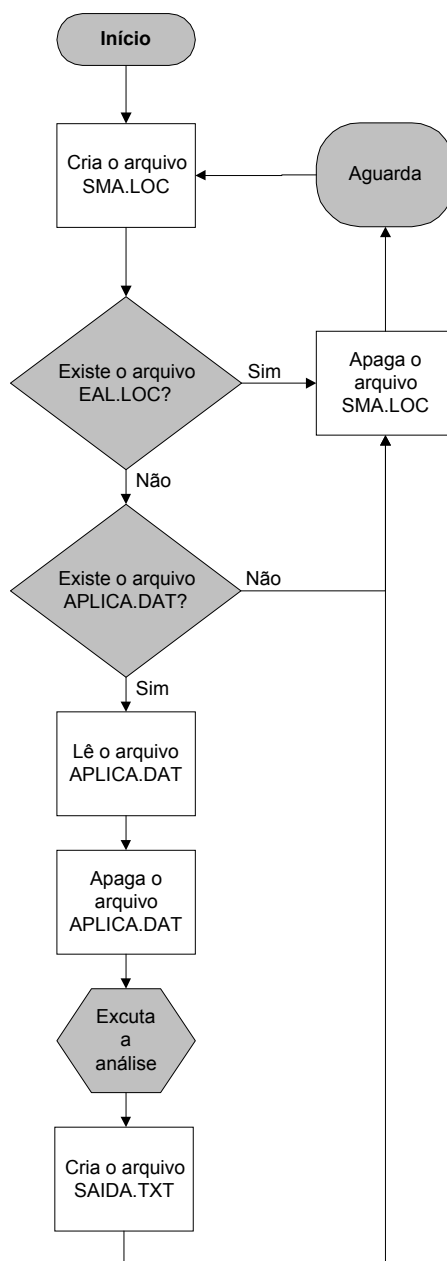 Início
Cria o arquivo
SMA.LOC
Aguarda
Existe o arquivo
EAL.LOC?
Sim
Apaga o
arquivo
SMA.LOC
Não
Existe o arquivo
APLICA.DAT?
Não
Sim
Lê o arquivo
APLICA.DAT
Apaga o
arquivo
APLICA.DAT
Excuta
a
análise
Cria o arquivo
SAIDA.TXT